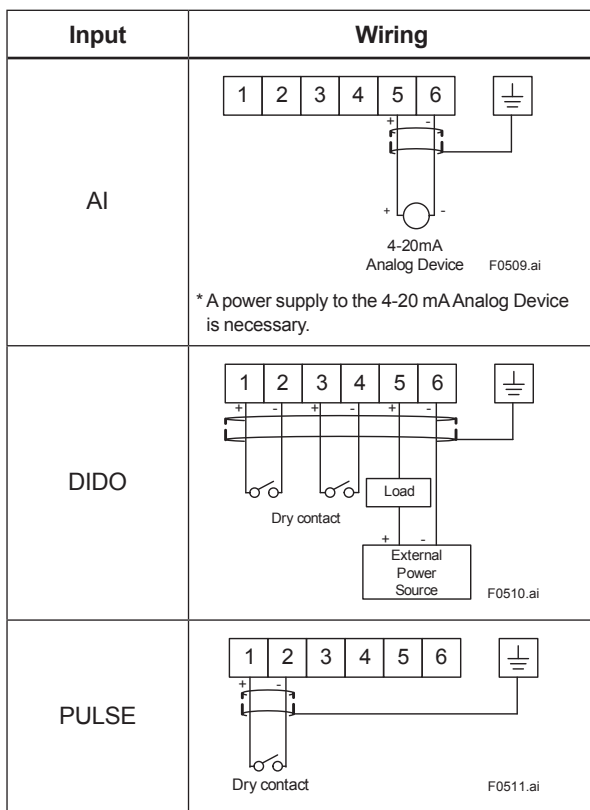 Input Wiring
AI
1 2 3 4 5 6
+ -
+ -
4-20mA
Analog Device F0509.ai
* A power supply to the 4-20 mA Analog Device
is necessary.
DIDO
1 2 3 4 5 6
+ - + - + -
Load
Dry contact
+ -
External
Power
Source F0510.ai
PULSE
1 2 3 4 5 6
+ -
Dry contact F0511.ai